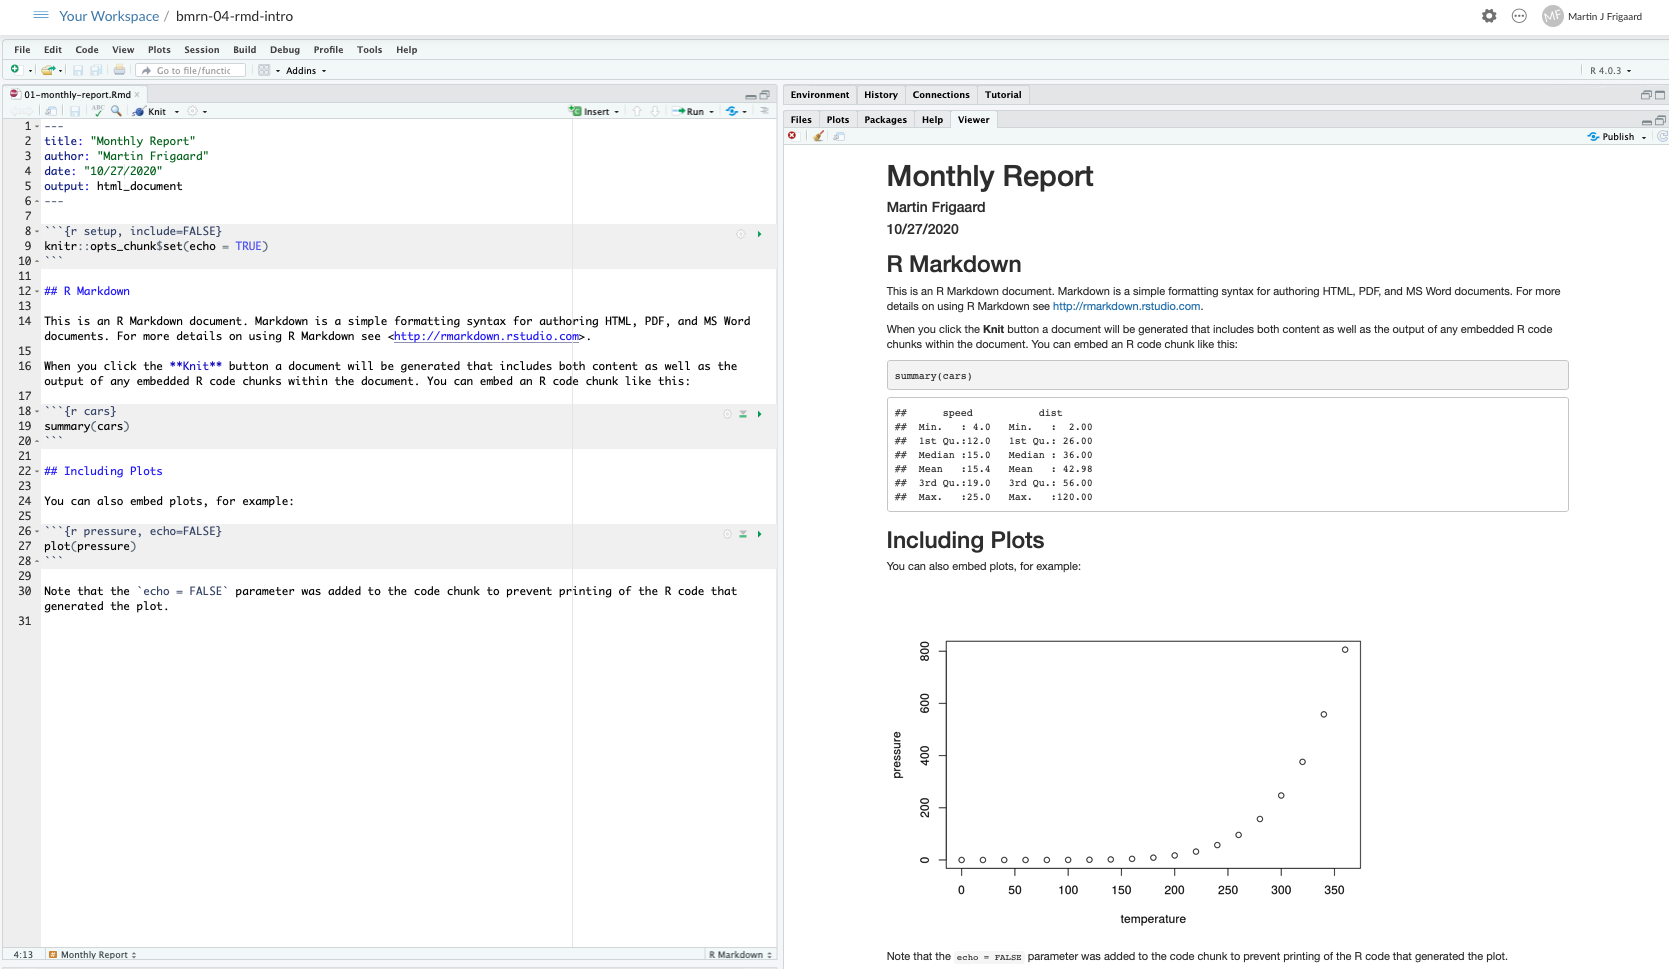 Your Workspace / bmrn-04-rmd-intro
MF Martin J Frigaard
File Edit Code View Plots Session Build Debug Profile Tools Help
Go to file/functic Addins R 4.0.3
01-monthly-report.Rmd
ABC Knit Insert Run
1 ---
2 title: "Monthly Report"
3 author: "Martin Frigaard"
4 date: "10/27/2020"
5 output: html_document
6 ---
7
8 ```{r setup, include=FALSE}
9 knitr::opts_chunk$set(echo = TRUE)
10 ```
11
12 ## R Markdown
13
14 This is an R Markdown document. Markdown is a simple formatting syntax for authoring HTML, PDF, and MS Word
documents. For more details on using R Markdown see <http://rmarkdown.rstudio.com>.
15
16 When you click the **Knit** button a document will be generated that includes both content as well as the
output of any embedded R code chunks within the document. You can embed an R code chunk like this:
17
18 ```{r cars}
19 summary(cars)
20 ```
21
22 ## Including Plots
23
24 You can also embed plots, for example:
25
26 ```{r pressure, echo=FALSE}
27 plot(pressure)
28 ```
29
30 Note that the `echo = FALSE` parameter was added to the code chunk to prevent printing of the R code that
generated the plot.
31
4:13 Monthly Report R Markdown
Environment History Connections Tutorial
Files Plots Packages Help Viewer
Publish
Monthly Report
Martin Frigaard
10/27/2020
R Markdown
This is an R Markdown document. Markdown is a simple formatting syntax for authoring HTML, PDF, and MS Word documents. For more
details on using R Markdown see http://rmarkdown.rstudio.com.
When you click the Knit button a document will be generated that includes both content as well as the output of any embedded R code
chunks within the document. You can embed an R code chunk like this:
summary(cars)
##      speed           dist
##  Min.   : 4.0   Min.   :  2.00
##  1st Qu.:12.0   1st Qu.: 26.00
##  Median :15.0   Median : 36.00
##  Mean   :15.4   Mean   : 42.98
##  3rd Qu.:19.0   3rd Qu.: 56.00
##  Max.   :25.0   Max.   :120.00
Including Plots
You can also embed plots, for example:
800
600
400
200
0
pressure
0 50 100 150 200 250 300 350
temperature
Note that the echo = FALSE parameter was added to the code chunk to prevent printing of the R code that generated the plot.